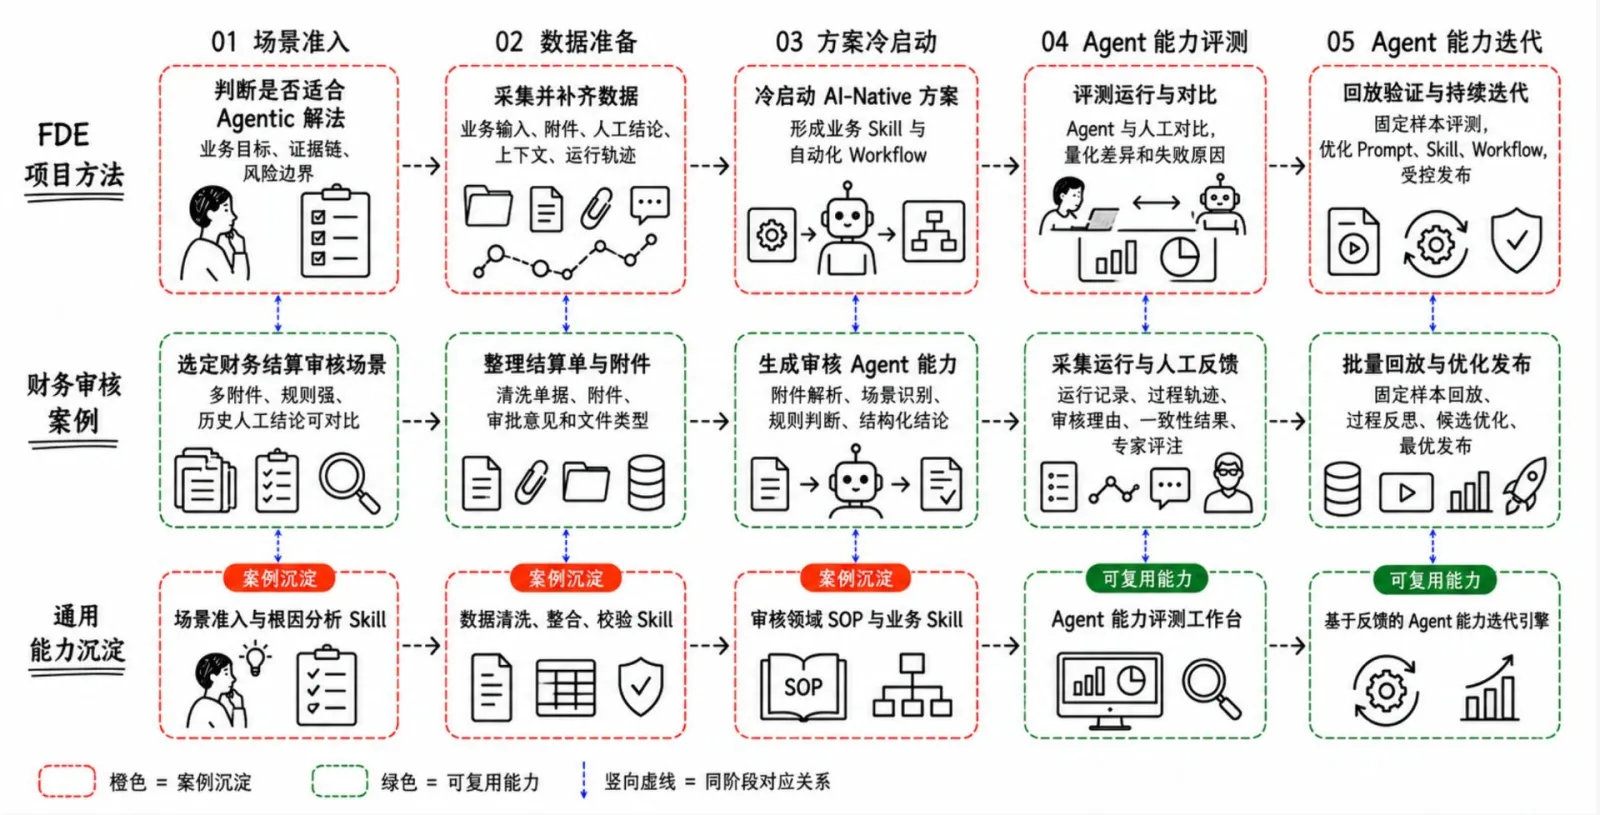 01 场景准入
02 数据准备
03 方案冷启动
04 Agent 能力评测
05 Agent 能力迭代
FDE
项目方法
判断是否适合
Agentic 解法
业务目标、证据链、
风险边界
采集并补齐数据
业务输入、附件、人工结论、
上下文、运行轨迹
冷启动 AI-Native 方案
形成业务 Skill 与
自动化 Workflow
评测运行与对比
Agent 与人工对比,
量化差异和失败原因
回放验证与持续迭代
固定样本评测,
优化 Prompt、Skill、Workflow,
受控发布
财务审核
案例
选定财务结算审核场景
多附件、规则强、
历史人工结论可对比
整理结算单与附件
清洗单据、附件、
审批意见和文件类型
生成审核 Agent 能力
附件解析、场景识别、
规则判断、结构化结论
采集运行与人工反馈
运行记录、过程轨迹、
审核理由、一致性结果、
专家评注
批量回放与优化发布
固定样本回放、
过程反思、候选优化、
最优发布
通用
能力沉淀
案例沉淀
场景准入与根因分析 Skill
案例沉淀
数据清洗、整合、校验 Skill
案例沉淀
审核领域 SOP 与业务 Skill
SOP
可复用能力
Agent 能力评测工作台
可复用能力
基于反馈的 Agent 能力迭代引擎
橙色 = 案例沉淀
绿色 = 可复用能力
竖向虚线 = 同阶段对应关系